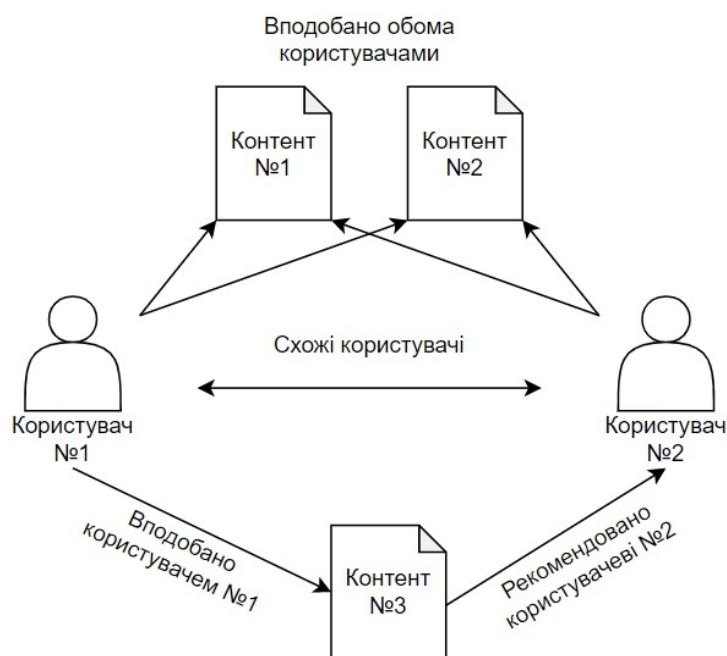 Вподобано обома
користувачами
Контент
№1
Контент
№2
Схожі користувачі
Користувач
№1
Користувач
№2
Вподобано
користувачем №1
Контент
№3
Рекомендовано
користувачеві №2